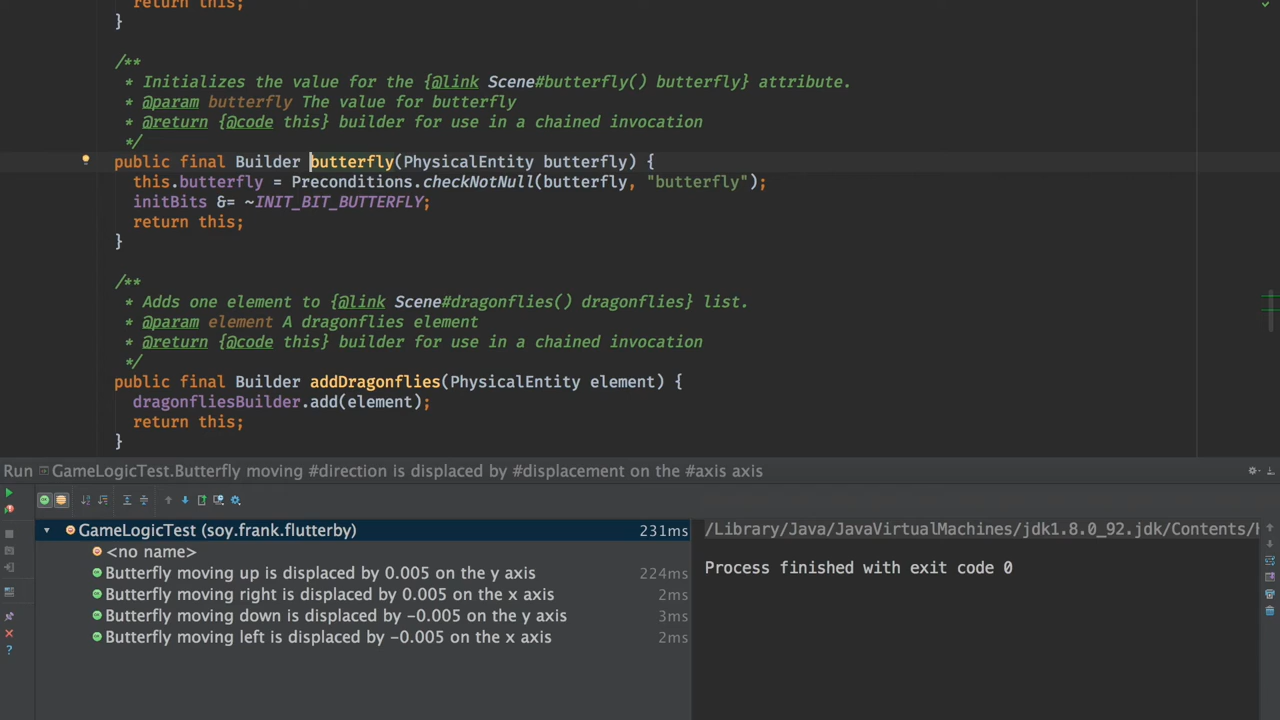 return this;
}
/**
* Initializes the value for the {@link Scene#butterfly() butterfly} attribute.
* @param butterfly The value for butterfly
* @return {@code this} builder for use in a chained invocation
*/
public final Builder butterfly(PhysicalEntity butterfly) {
this.butterfly = Preconditions.checkNotNull(butterfly, "butterfly");
initBits &= ~INIT_BIT_BUTTERFLY;
return this;
}
/**
* Adds one element to {@link Scene#dragonflies() dragonflies} list.
* @param element A dragonflies element
* @return {@code this} builder for use in a chained invocation
*/
public final Builder addDragonflies(PhysicalEntity element) {
dragonfliesBuilder.add(element);
return this;
}
Run GameLogicTest.Butterfly moving #direction is displaced by #displacement on the #axis axis
GameLogicTest (soy.frank.flutterby) 231ms
<no name>
Butterfly moving up is displaced by 0.005 on the y axis 224ms
Butterfly moving right is displaced by 0.005 on the x axis 2ms
Butterfly moving down is displaced by -0.005 on the y axis 3ms
Butterfly moving left is displaced by -0.005 on the x axis 2ms
/Library/Java/JavaVirtualMachines/jdk1.8.0_92.jdk/Contents/
Process finished with exit code 0